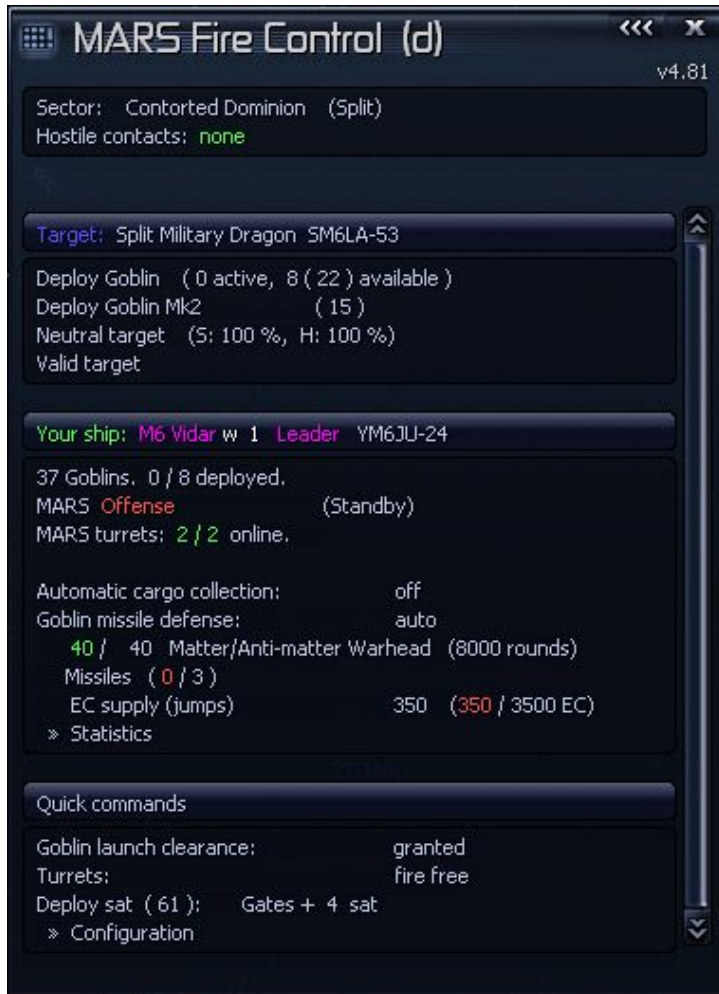 MARS Fire Control (d)
<<< X
v4.81
Sector: Contorted Dominion (Split)
Hostile contacts: none
Target: Split Military Dragon SM6LA-53
Deploy Goblin ( 0 active, 8 ( 22 ) available )
Deploy Goblin Mk2 ( 15 )
Neutral target (S: 100 %, H: 100 %)
Valid target
Your ship: M6 Vidar w 1 Leader YM6JU-24
37 Goblins. 0 / 8 deployed.
MARS Offense (Standby)
MARS turrets: 2 / 2 online.
Automatic cargo collection: off
Goblin missile defense: auto
40 / 40 Matter/Anti-matter Warhead (8000 rounds)
Missiles ( 0 / 3 )
EC supply (jumps) 350 (350 / 3500 EC)
» Statistics
Quick commands
Goblin launch clearance: granted
Turrets: fire free
Deploy sat ( 61 ): Gates + 4 sat
» Configuration